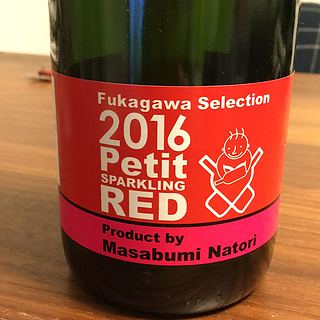 Fukagawa Selection
2016
Petit
SPARKLING
RED
Product by
Masabumi Natori